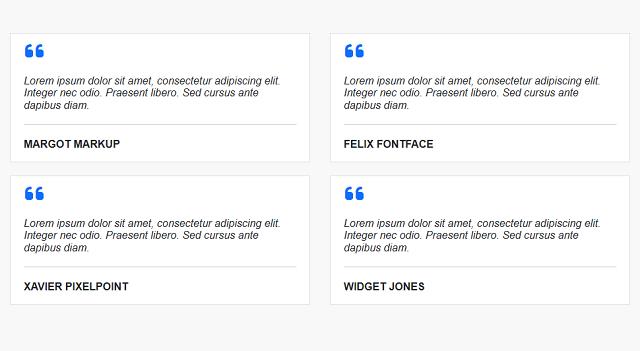 Lorem ipsum dolor sit amet, consectetur adipiscing elit.
Integer nec odio. Praesent libero. Sed cursus ante
dapibus diam.
MARGOT MARKUP
Lorem ipsum dolor sit amet, consectetur adipiscing elit.
Integer nec odio. Praesent libero. Sed cursus ante
dapibus diam.
FELIX FONTFACE
Lorem ipsum dolor sit amet, consectetur adipiscing elit.
Integer nec odio. Praesent libero. Sed cursus ante
dapibus diam.
XAVIER PIXELPOINT
Lorem ipsum dolor sit amet, consectetur adipiscing elit.
Integer nec odio. Praesent libero. Sed cursus ante
dapibus diam.
WIDGET JONES